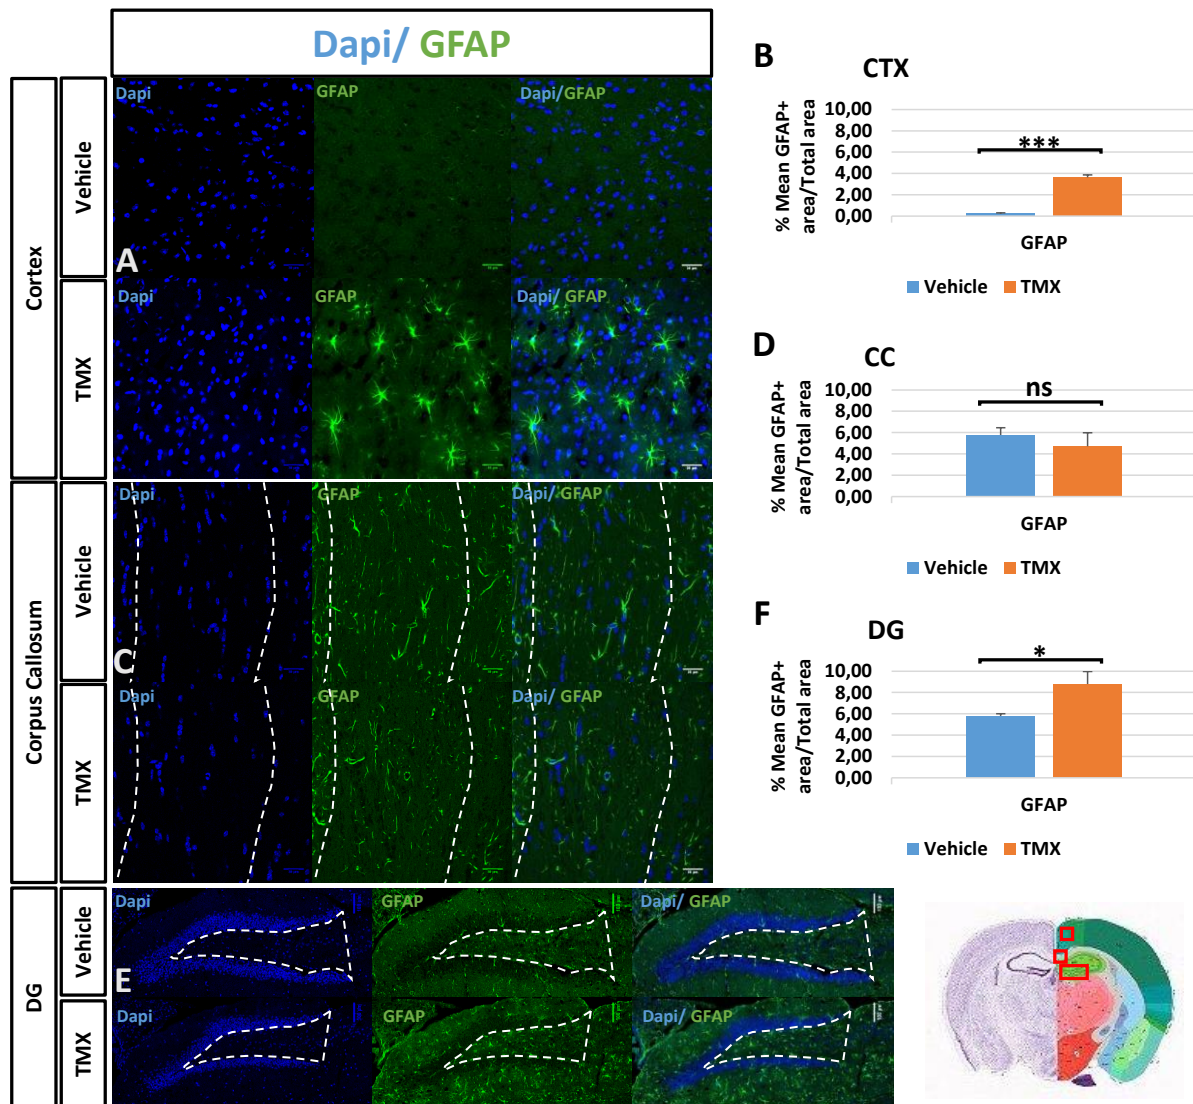 Dapi/ GFAP
Cortex
Vehicle
Dapi
GFAP
Dapi/GFAP
A
TMX
Dapi
GFAP
Dapi/ GFAP
Corpus Callosum
Vehicle
Dapi
GFAP
Dapi/ GFAP
C
TMX
Dapi
GFAP
Dapi/ GFAP
DG
Vehicle
Dapi
GFAP
Dapi/ GFAP
E
TMX
Dapi
GFAP
Dapi/ GFAP
B
CTX
% Mean GFAP+
area/Total area
10,00
8,00
6,00
4,00
2,00
0,00
***
GFAP
Vehicle TMX
D
CC
% Mean GFAP+
area/Total area
10,00
8,00
6,00
4,00
2,00
0,00
ns
GFAP
Vehicle TMX
F
DG
% Mean GFAP+
area/Total area
10,00
8,00
6,00
4,00
2,00
0,00
*
GFAP
Vehicle TMX